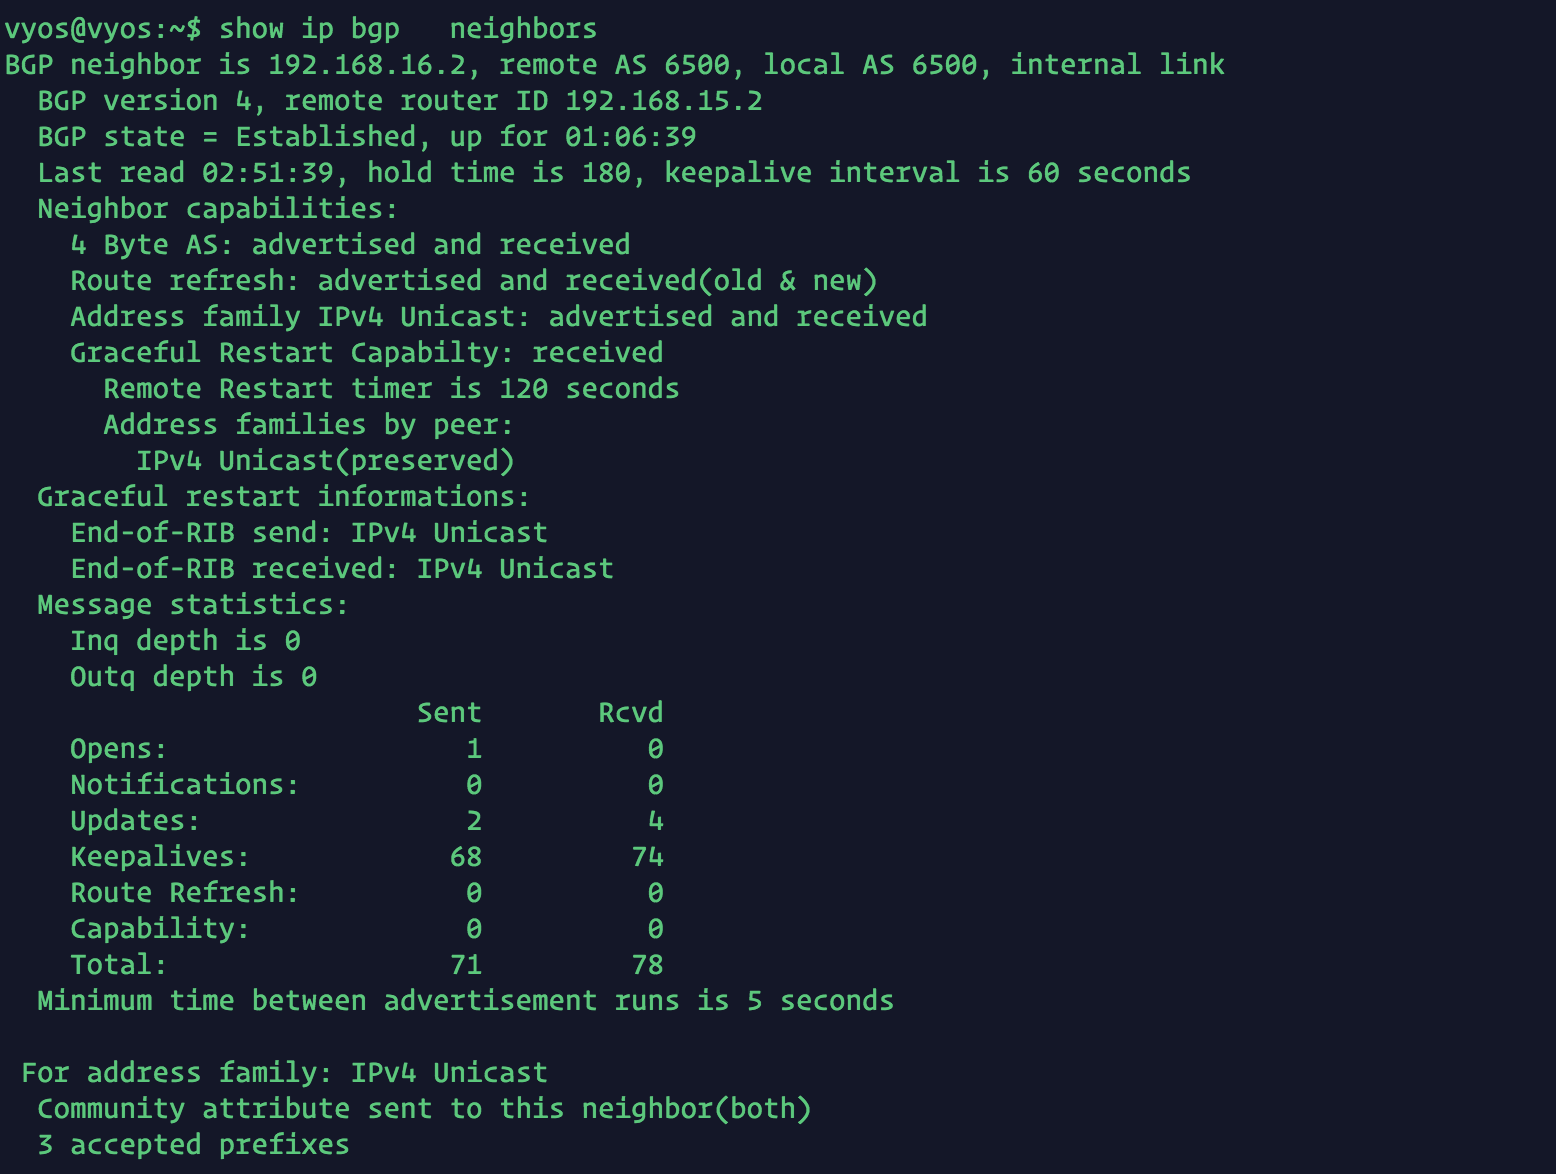 vyos@vyos:~$ show ip bgp   neighbors
BGP neighbor is 192.168.16.2, remote AS 6500, local AS 6500, internal link
  BGP version 4, remote router ID 192.168.15.2
  BGP state = Established, up for 01:06:39
  Last read 02:51:39, hold time is 180, keepalive interval is 60 seconds
  Neighbor capabilities:
    4 Byte AS: advertised and received
    Route refresh: advertised and received(old & new)
    Address family IPv4 Unicast: advertised and received
    Graceful Restart Capabilty: received
      Remote Restart timer is 120 seconds
      Address families by peer:
        IPv4 Unicast(preserved)
  Graceful restart informations:
    End-of-RIB send: IPv4 Unicast
    End-of-RIB received: IPv4 Unicast
  Message statistics:
    Inq depth is 0
    Outq depth is 0
                         Sent       Rcvd
    Opens:                  1          0
    Notifications:          0          0
    Updates:                2          4
    Keepalives:            68         74
    Route Refresh:          0          0
    Capability:             0          0
    Total:                 71         78
  Minimum time between advertisement runs is 5 seconds

 For address family: IPv4 Unicast
  Community attribute sent to this neighbor(both)
  3 accepted prefixes